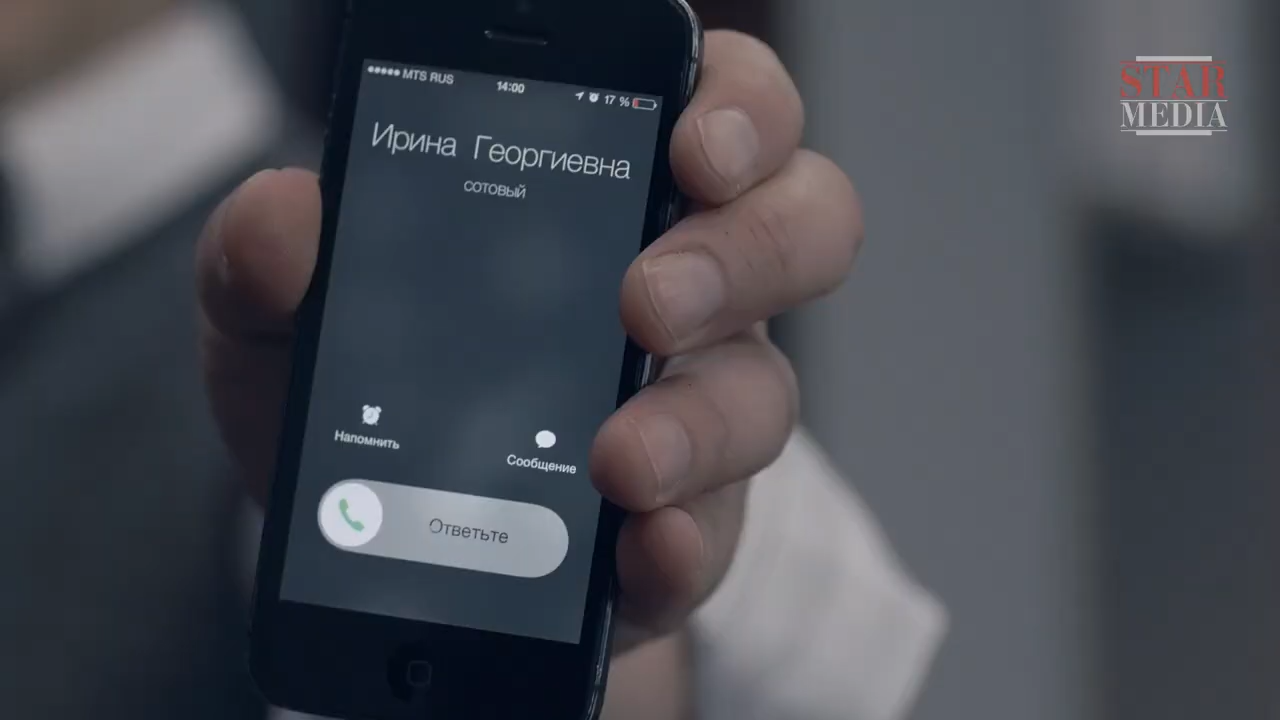 MTS RUS 14:00 17 %
Ирина Георгиевна
сотовый
Напомнить Сообщение
Ответьте
STAR
MEDIA